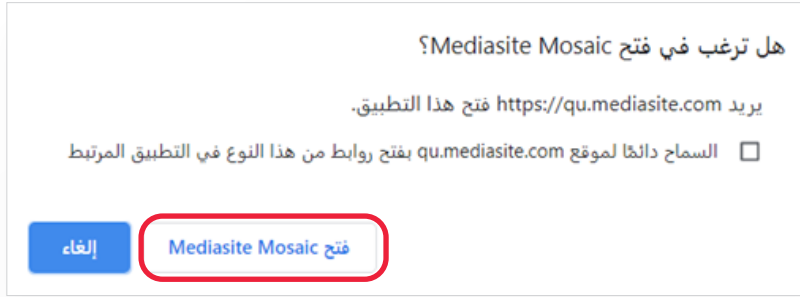 هل ترغب في فتح Mediasite Mosaic؟
يريد https://qu.mediasite.com فتح هذا التطبيق.
السماح دائمًا لموقع qu.mediasite.com بفتح روابط من هذا النوع في التطبيق المرتبط
فتح Mediasite Mosaic
إلغاء